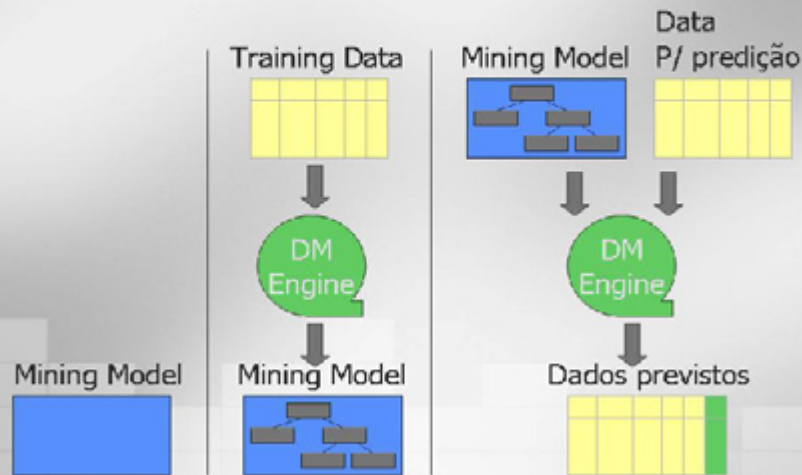 Mining Model
Training Data
DM
Engine
Mining Model
Mining Model
Data
P/ predição
DM
Engine
Dados previstos